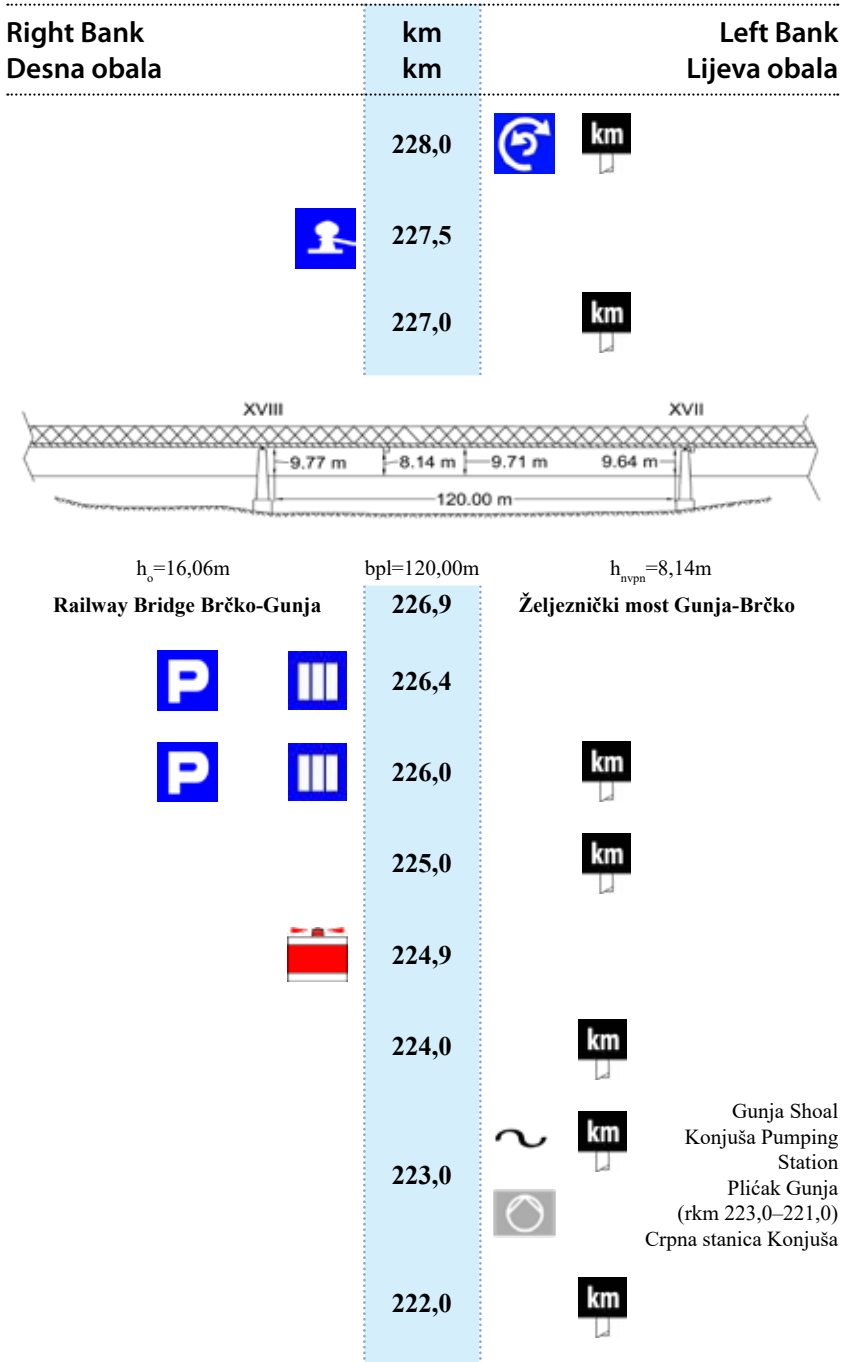 Right Bank km Left Bank
Desna obala km Lijeva obala
228,0 km
227,5
227,0 km
XVIII XVII
9.77 m 8.14 m 9.71 m 9.64 m
120.00 m
hₒ=16,06m bpl=120,00m hnvpn=8,14m
Railway Bridge Brčko-Gunja 226,9 Željeznički most Gunja-Brčko
P 226,4
P 226,0 km
225,0 km
224,9
224,0 km
Gunja Shoal
km Konjuša Pumping
Station
223,0
Plićak Gunja
(rkm 223,0–221,0)
Crpna stanica Konjuša
222,0 km